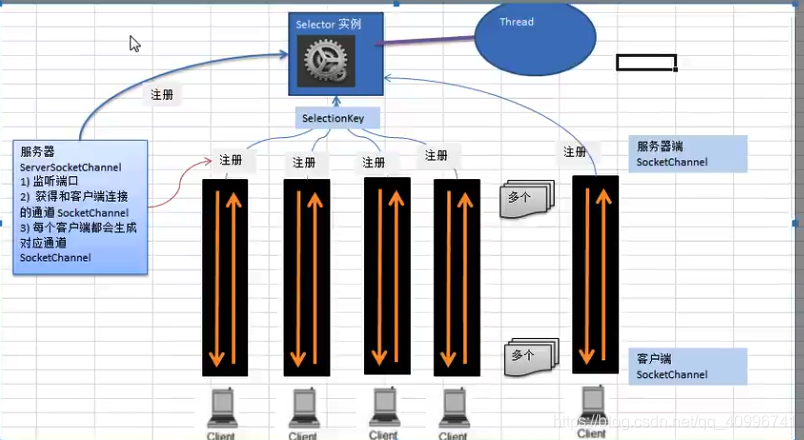 Selector 实例
Thread
注册
SelectionKey
服务器
ServerSocketChannel
1) 监听端口
2) 获得和客户端连接
的通道 SocketChannel
3) 每个客户端都会生成
对应通道
SocketChannel
注册
注册
注册
注册
注册
服务器端
SocketChannel
多个
多个
客户端
SocketChannel
Client
Client
Client
Client
Client
https://blog.csdn.net/qq_40996741